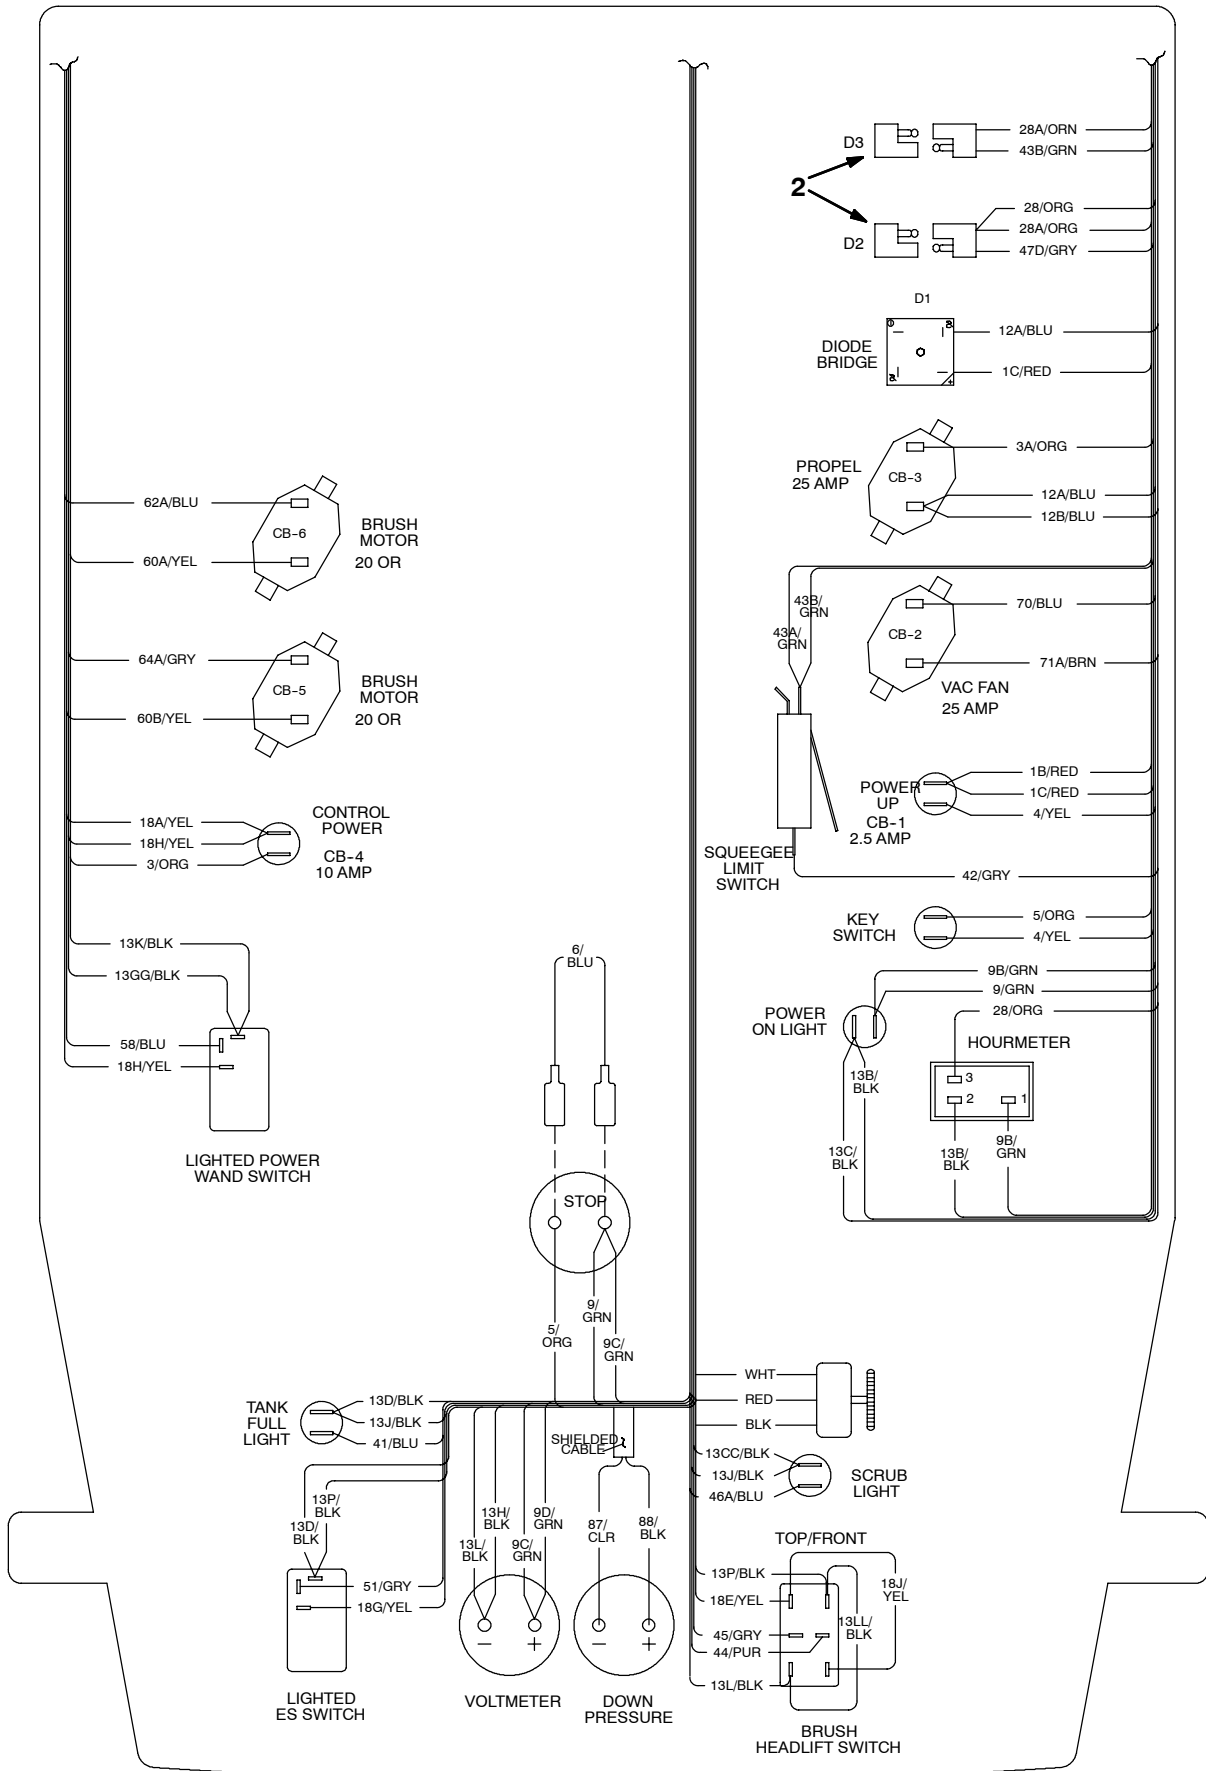 28A/ORN
D3
43B/GRN
2
28/ORG
28A/ORG
D2
47D/GRY
D1
12A/BLU
DIODE
BRIDGE
1C/RED
3A/ORG
PROPEL
25 AMP
CB-3
12A/BLU
12B/BLU
62A/BLU
CB-6
BRUSH
MOTOR
20 OR
60A/YEL
43B/
GRN
43A/
GRN
70/BLU
CB-2
71A/BRN
VAC FAN
25 AMP
64A/GRY
CB-5
BRUSH
MOTOR
20 OR
60B/YEL
1B/RED
1C/RED
4/YEL
POWER
UP
CB-1
2.5 AMP
18A/YEL
18H/YEL
3/ORG
CONTROL
POWER
CB-4
10 AMP
SQUEEGEE
LIMIT
SWITCH
42/GRY
KEY
SWITCH
5/ORG
4/YEL
13K/BLK
13GG/BLK
6/
BLU
9B/GRN
9/GRN
28/ORG
POWER
ON LIGHT
HOURMETER
58/BLU
18H/YEL
13B/
BLK
3
2
1
13C/
BLK
13B/
BLK
9B/
GRN
LIGHTED POWER
WAND SWITCH
STOP
5/
ORG
9/
GRN
9C/
GRN
WHT
RED
BLK
TANK
FULL
LIGHT
13D/BLK
13J/BLK
41/BLU
SHIELDED
CABLE
13CC/BLK
13J/BLK
46A/BLU
SCRUB
LIGHT
13P/
BLK
13D/
BLK
13H/
BLK
13L/
BLK
9D/
GRN
9C/
GRN
87/
CLR
88/
BLK
TOP/FRONT
13P/BLK
18E/YEL
18J/
YEL
13LL/
BLK
45/GRY
44/PUR
13L/BLK
51/GRY
18G/YEL
− +
− +
LIGHTED
ES SWITCH
VOLTMETER
DOWN
PRESSURE
BRUSH
HEADLIFT SWITCH